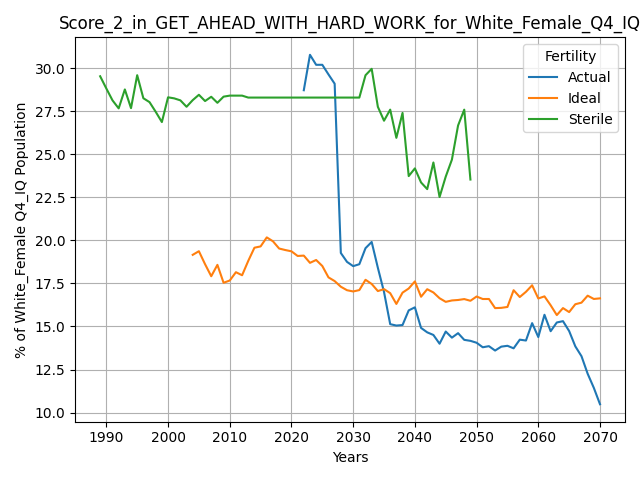 Score_2_in_GET_AHEAD_WITH_HARD_WORK_for_White_Female_Q4_IQ
Fertility
Actual
Ideal
Sterile
% of White_Female Q4_IQ Population
30.0
27.5
25.0
22.5
20.0
17.5
15.0
12.5
10.0
1990
2000
2010
2020
2030
2040
2050
2060
2070
Years